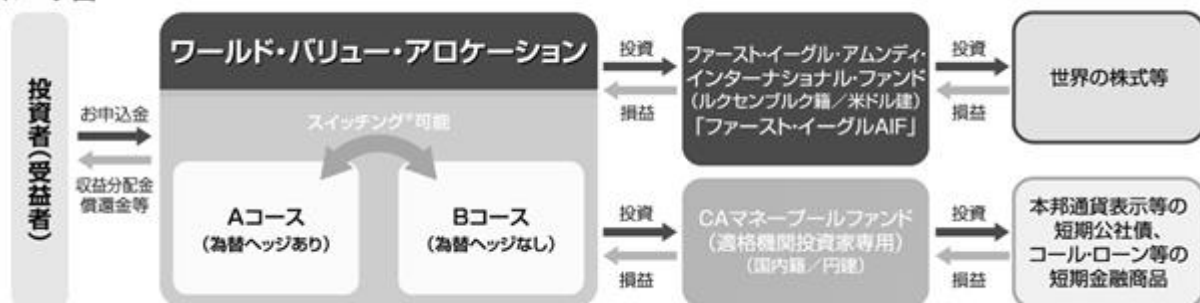 投資者(受益者)
お申込金
収益分配金
償還金等
ワールド・バリュー・アロケーション
スイッチング*可能
Aコース
(為替ヘッジあり)
Bコース
(為替ヘッジなし)
投資
損益
ファースト・イーグル・アムンディ・
インターナショナル・ファンド
(ルクセンブルク籍/米ドル建)
「ファースト・イーグルAIF」
投資
損益
世界の株式等
投資
損益
CAマネープールファンド
(適格機関投資家専用)
(国内籍/円建)
投資
損益
本邦通貨表示等の
短期公社債、
コール・ローン等の
短期金融商品